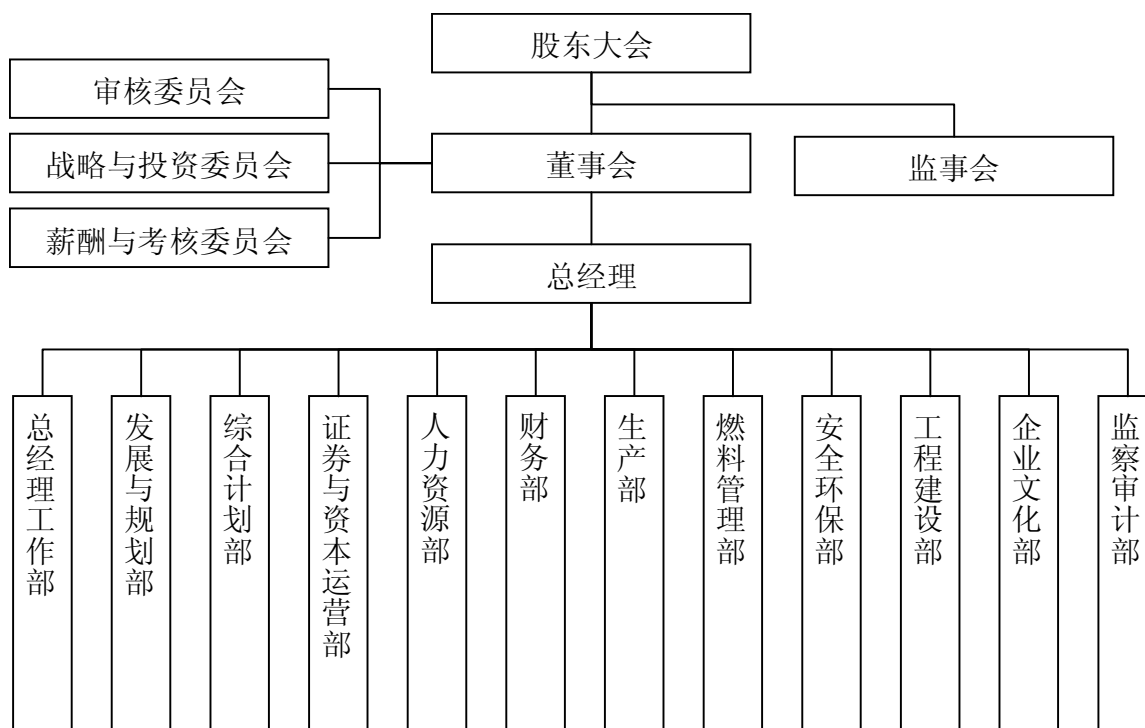 股东大会
审核委员会
战略与投资委员会
董事会
监事会
薪酬与考核委员会
总经理
总经理工作部
发展与规划部
综合计划部
证券与资本运营部
人力资源部
财务部
生产部
燃料管理部
安全环保部
工程建设部
企业文化部
监察审计部